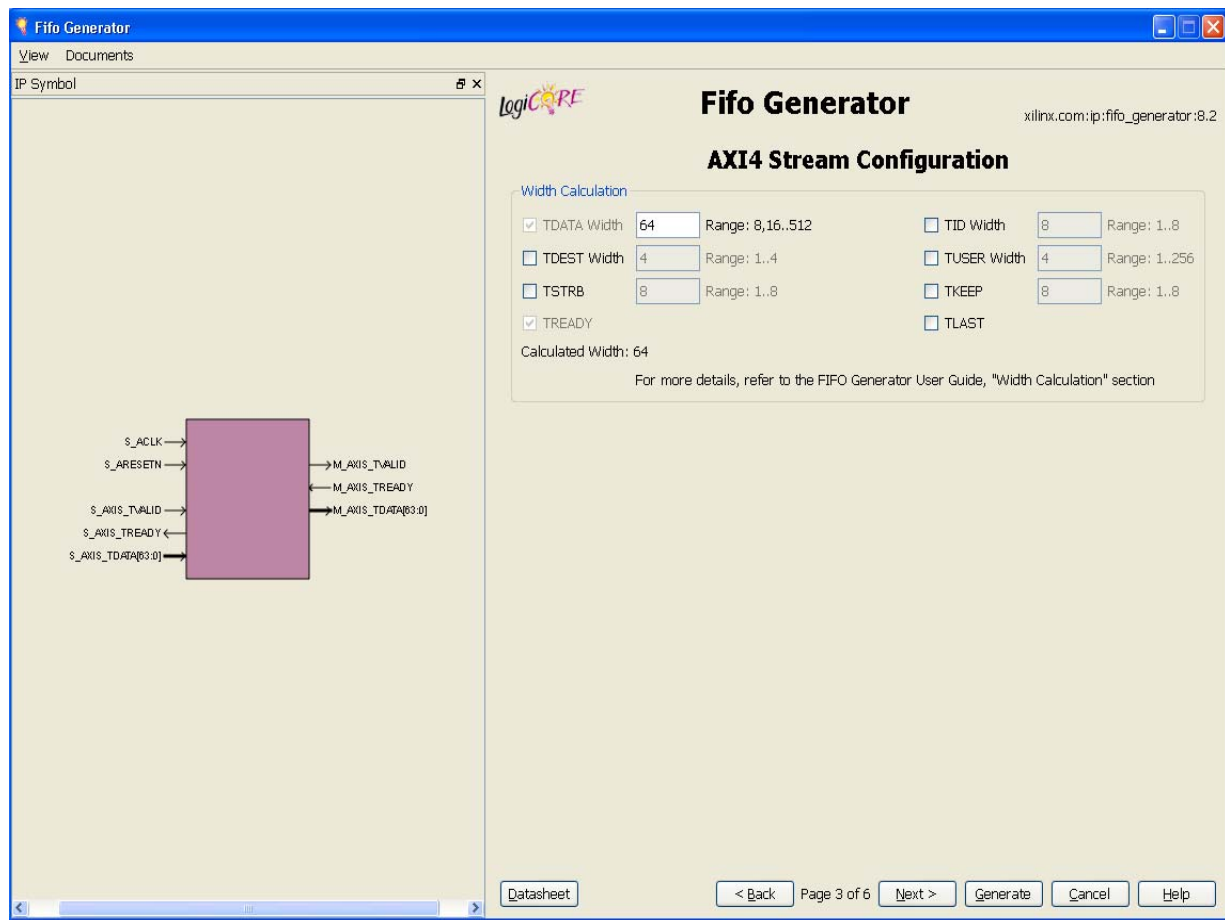 Fifo Generator
View Documents
IP Symbol
S_ACLK
S_ARESETN
S_AXIS_TVALID
S_AXIS_TREADY
S_AXIS_TDATA[63:0]
M_AXIS_TVALID
M_AXIS_TREADY
M_AXIS_TDATA[63:0]
LogiCORE
Fifo Generator
xilinx.com:ip:fifo_generator:8.2
AXI4 Stream Configuration
Width Calculation
TDATA Width 64 Range: 8,16..512 TID Width 8 Range: 1..8
TDEST Width 4 Range: 1..4 TUSER Width 4 Range: 1..256
TSTRB 8 Range: 1..8 TKEEP 8 Range: 1..8
TREADY TLAST
Calculated Width: 64
For more details, refer to the FIFO Generator User Guide, "Width Calculation" section
Datasheet < Back Page 3 of 6 Next > Generate Cancel Help